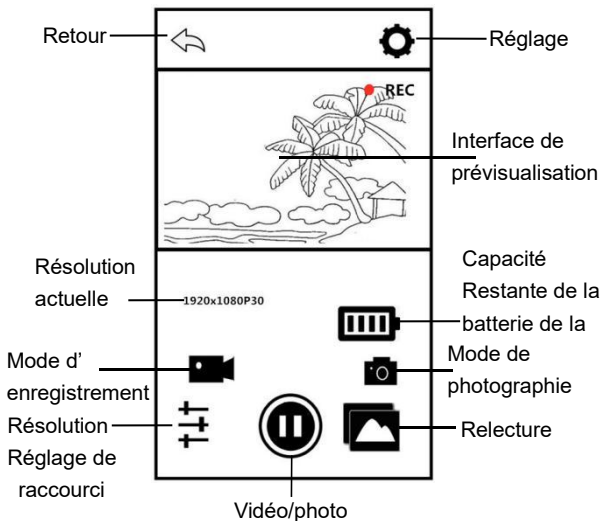 Retour
Réglage
REC
Interface de
prévisualisation
Résolution
actuelle
1920x1080P30
Capacité
Restante de la
batterie de la
Mode d’
enregistrement
Mode de
photographie
Résolution
Réglage de
raccourci
Relecture
Vidéo/photo